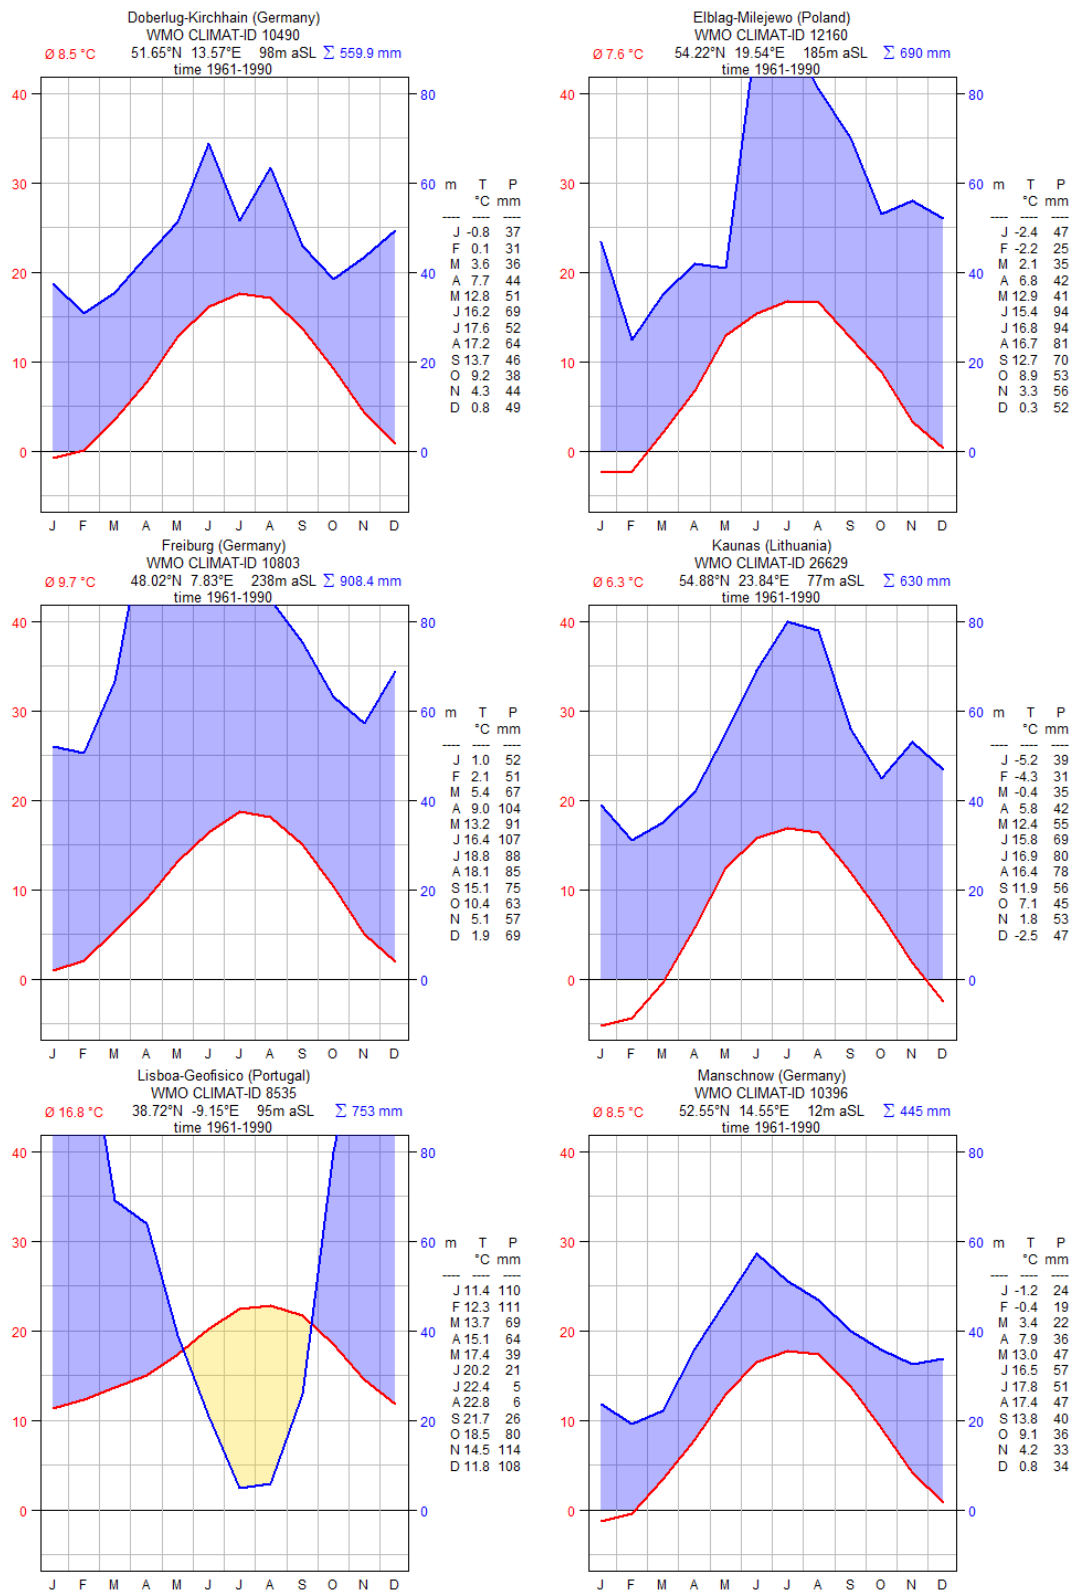 Doberlug-Kirchhain (Germany)
WMO CLIMAT-ID 10490
Ø 8.5 °C 51.65°N 13.57°E 98m aSL Σ 559.9 mm
time 1961-1990
40 80
30 60
20 40
10 20
0 0
J F M A M J J A S O N D
m T P
°C mm
---- ---- ----
J -0.8 37
F 0.1 31
M 3.6 36
A 7.7 44
M 12.8 51
J 16.2 69
J 17.6 52
A 17.2 64
S 13.7 46
O 9.2 38
N 4.3 44
D 0.8 49
Elblag-Milejewo (Poland)
WMO CLIMAT-ID 12160
Ø 7.6 °C 54.22°N 19.54°E 185m aSL Σ 690 mm
time 1961-1990
40 80
30 60
20 40
10 20
0 0
J F M A M J J A S O N D
m T P
°C mm
---- ---- ----
J -2.4 47
F -2.2 25
M 2.1 35
A 6.8 42
M 12.9 41
J 15.4 94
J 16.8 94
A 16.7 81
S 12.7 70
O 8.9 53
N 3.3 56
D 0.3 52
Freiburg (Germany)
WMO CLIMAT-ID 10803
Ø 9.7 °C 48.02°N 7.83°E 238m aSL Σ 908.4 mm
time 1961-1990
40 80
30 60
20 40
10 20
0 0
J F M A M J J A S O N D
m T P
°C mm
---- ---- ----
J 1.0 52
F 2.1 51
M 5.4 67
A 9.0 104
M 13.2 91
J 16.4 107
J 18.8 88
A 18.1 85
S 15.1 75
O 10.4 63
N 5.1 57
D 1.9 69
Kaunas (Lithuania)
WMO CLIMAT-ID 26629
Ø 6.3 °C 54.88°N 23.84°E 77m aSL Σ 630 mm
time 1961-1990
40 80
30 60
20 40
10 20
0 0
J F M A M J J A S O N D
m T P
°C mm
---- ---- ----
J -5.2 39
F -4.3 31
M -0.4 35
A 5.8 42
M 12.4 55
J 15.8 69
J 16.9 80
A 16.4 78
S 11.9 56
O 7.1 45
N 1.8 53
D -2.5 47
Lisboa-Geofisico (Portugal)
WMO CLIMAT-ID 8535
Ø 16.8 °C 38.72°N -9.15°E 95m aSL Σ 753 mm
time 1961-1990
40 80
30 60
20 40
10 20
0 0
J F M A M J J A S O N D
m T P
°C mm
---- ---- ----
J 11.4 110
F 12.3 111
M 13.7 69
A 15.1 64
M 17.4 39
J 20.2 21
J 22.4 5
A 22.8 6
S 21.7 26
O 18.5 80
N 14.5 114
D 11.8 108
Manschnow (Germany)
WMO CLIMAT-ID 10396
Ø 8.5 °C 52.55°N 14.55°E 12m aSL Σ 445 mm
time 1961-1990
40 80
30 60
20 40
10 20
0 0
J F M A M J J A S O N D
m T P
°C mm
---- ---- ----
J -1.2 24
F -0.4 19
M 3.4 22
A 7.9 36
M 13.0 47
J 16.5 57
J 17.8 51
A 17.4 47
S 13.8 40
O 9.1 36
N 4.2 33
D 0.8 34